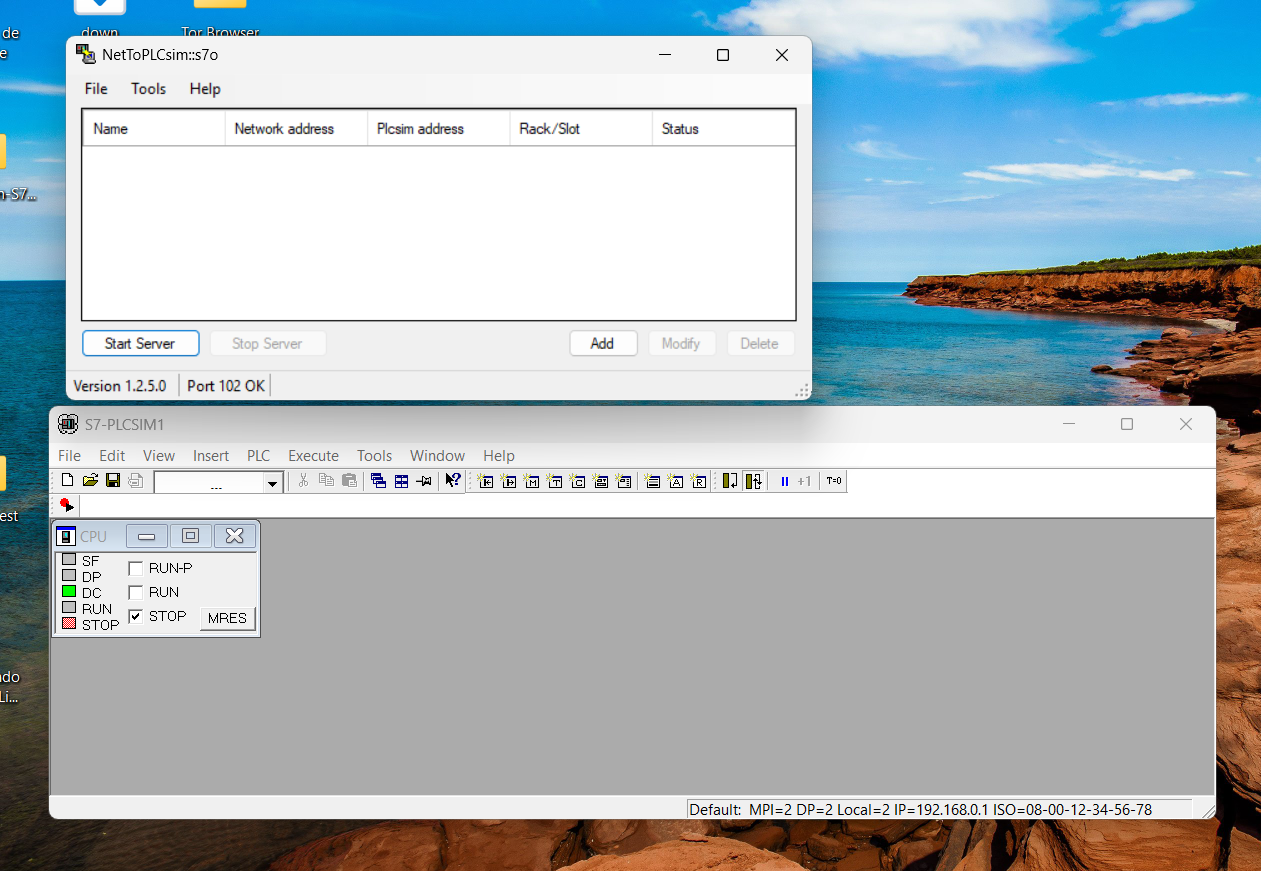 de
e
down
Tor Browser
NetToPLCsim::s7o
File Tools Help
Name Network address Plcsim address Rack/Slot Status
n-S7...
Start Server Stop Server Add Modify Delete
Version 1.2.5.0 Port 102 OK
S7-PLCSIM1
File Edit View Insert PLC Execute Tools Window Help
... +1 T=0
est
CPU
SF
DP
DC
RUN
STOP
RUN-P
RUN
STOP
MRES
ndo
Li...
Default: MPI=2 DP=2 Local=2 IP=192.168.0.1 ISO=08-00-12-34-56-78